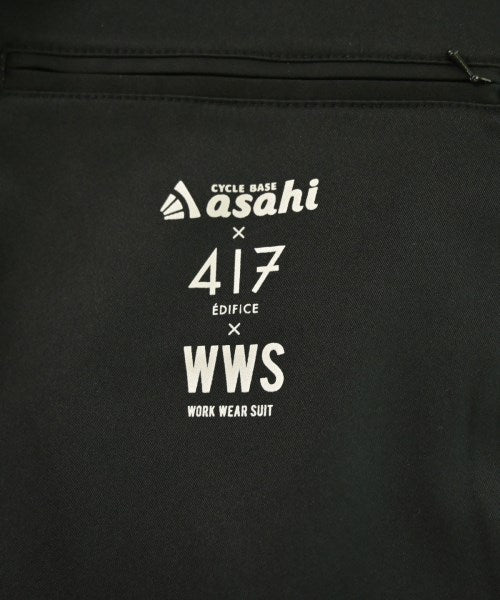 CYCLE BASE
asahi
×
417
ÉDiFiCE
×
WWS
WORK WEAR SUIT